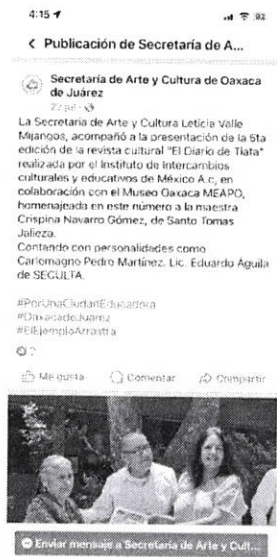 4:15
92
Publicación de Secretaría de A...
Secretaría de Arte y Cultura de Oaxaca
de Juárez
La Secretaria de Arte y Cultura Leticia Valle
Mijangos, acompañó a la presentación de la 5ta
edición de la revista cultural "El Diario de Tlata"
realizada por el Instituto de Intercambios
culturales y educativos de México A.c, en
colaboración con el Museo Oaxaca MEAPO,
homenajeada en este número a la maestra
Crispina Navarro Gómez, de Santo Tomas
Jalieza.
Contando con personalidades como
Carlomagno Pedro Martínez. Lic. Eduardo Águila
de SECULTA.
#PorUnaCiudadEducadora
#OaxacadeJuarez
#ElEjemploArrastra
Me gusta
Comentar
Compartir
Enviar mensaje a Secretaría de Arte y Cult...